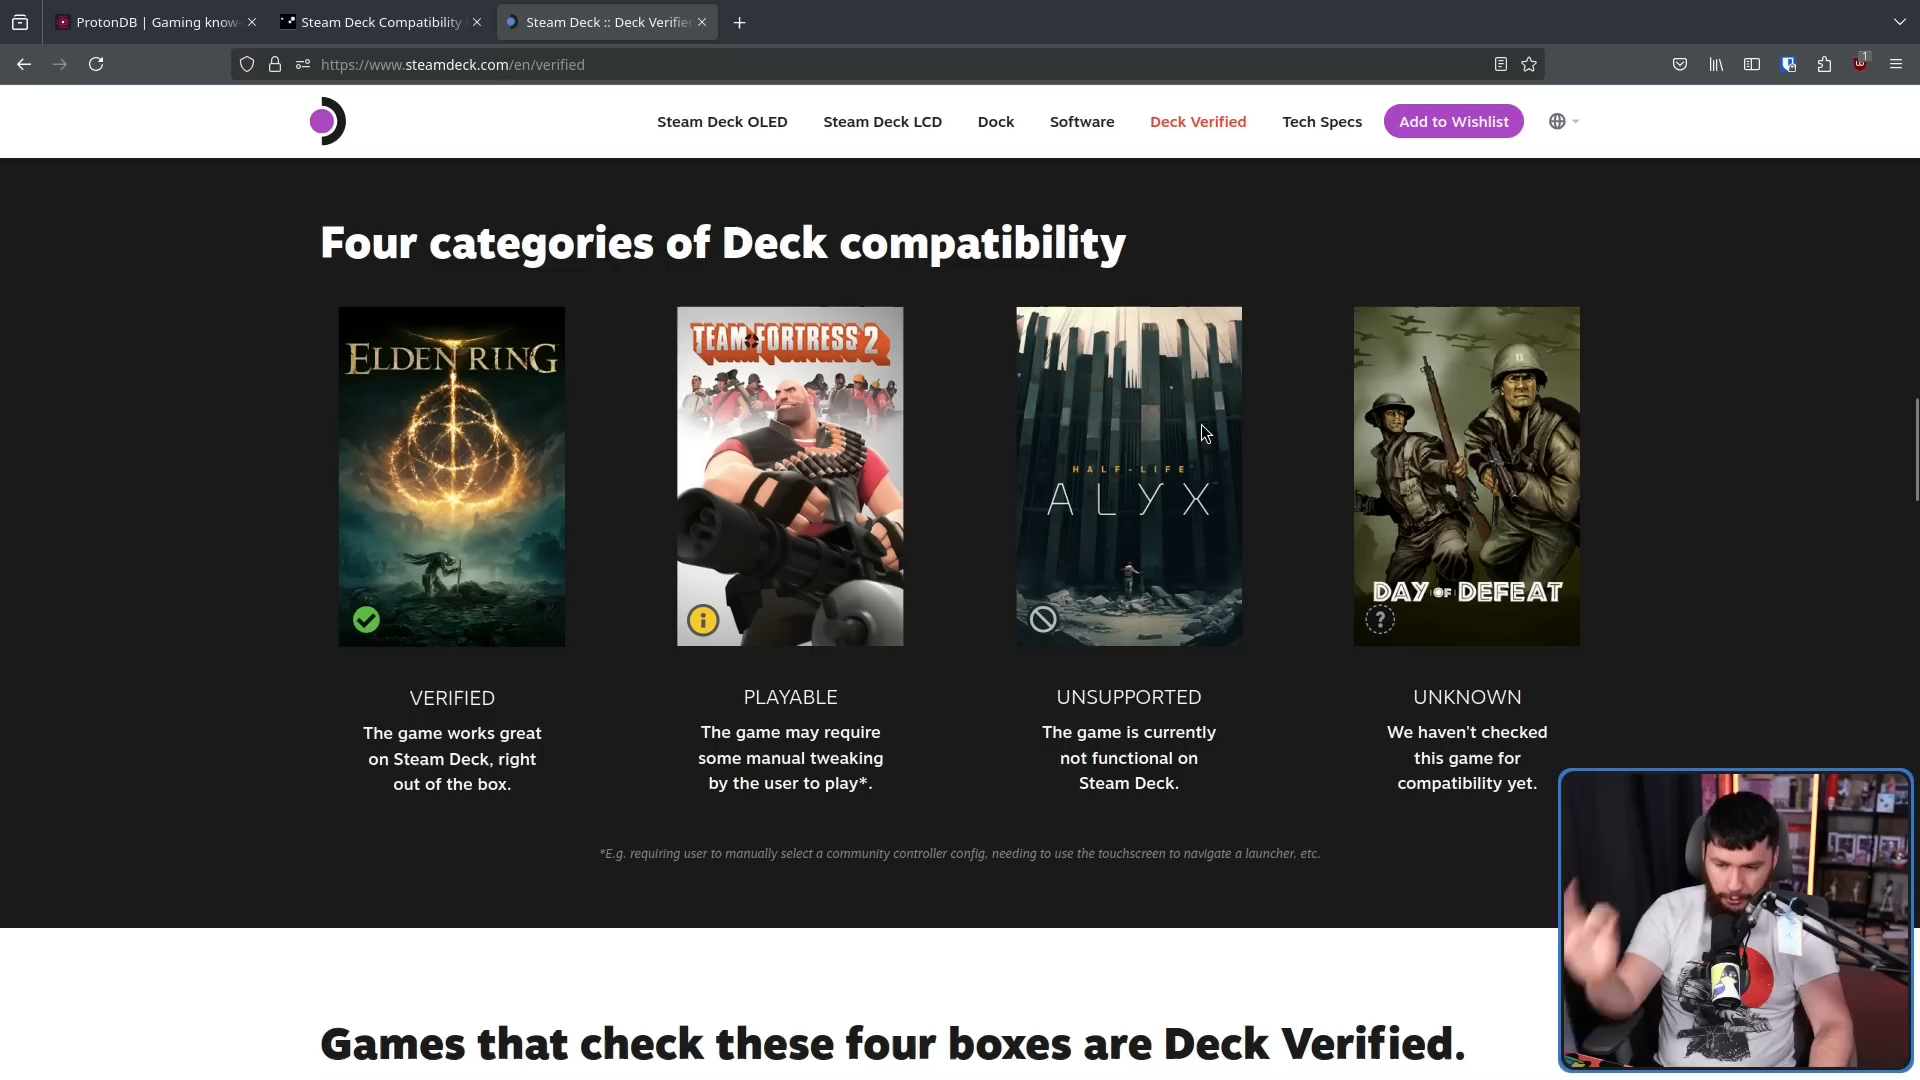 ProtonDB | Gaming know
Steam Deck Compatibility
Steam Deck :: Deck Verifie
https://www.steamdeck.com/en/verified
1
Steam Deck OLED
Steam Deck LCD
Dock
Software
Deck Verified
Tech Specs
Add to Wishlist
Four categories of Deck compatibility
ELDEN RING
TEAM FORTRESS 2
HALF-LIFE
ALYX
DAY OF DEFEAT
?
VERIFIED
The game works great
on Steam Deck, right
out of the box.
PLAYABLE
The game may require
some manual tweaking
by the user to play*.
UNSUPPORTED
The game is currently
not functional on
Steam Deck.
UNKNOWN
We haven't checked
this game for
compatibility yet.
*E.g. requiring user to manually select a community controller config, needing to use the touchscreen to navigate a launcher, etc.
Games that check these four boxes are Deck Verified.